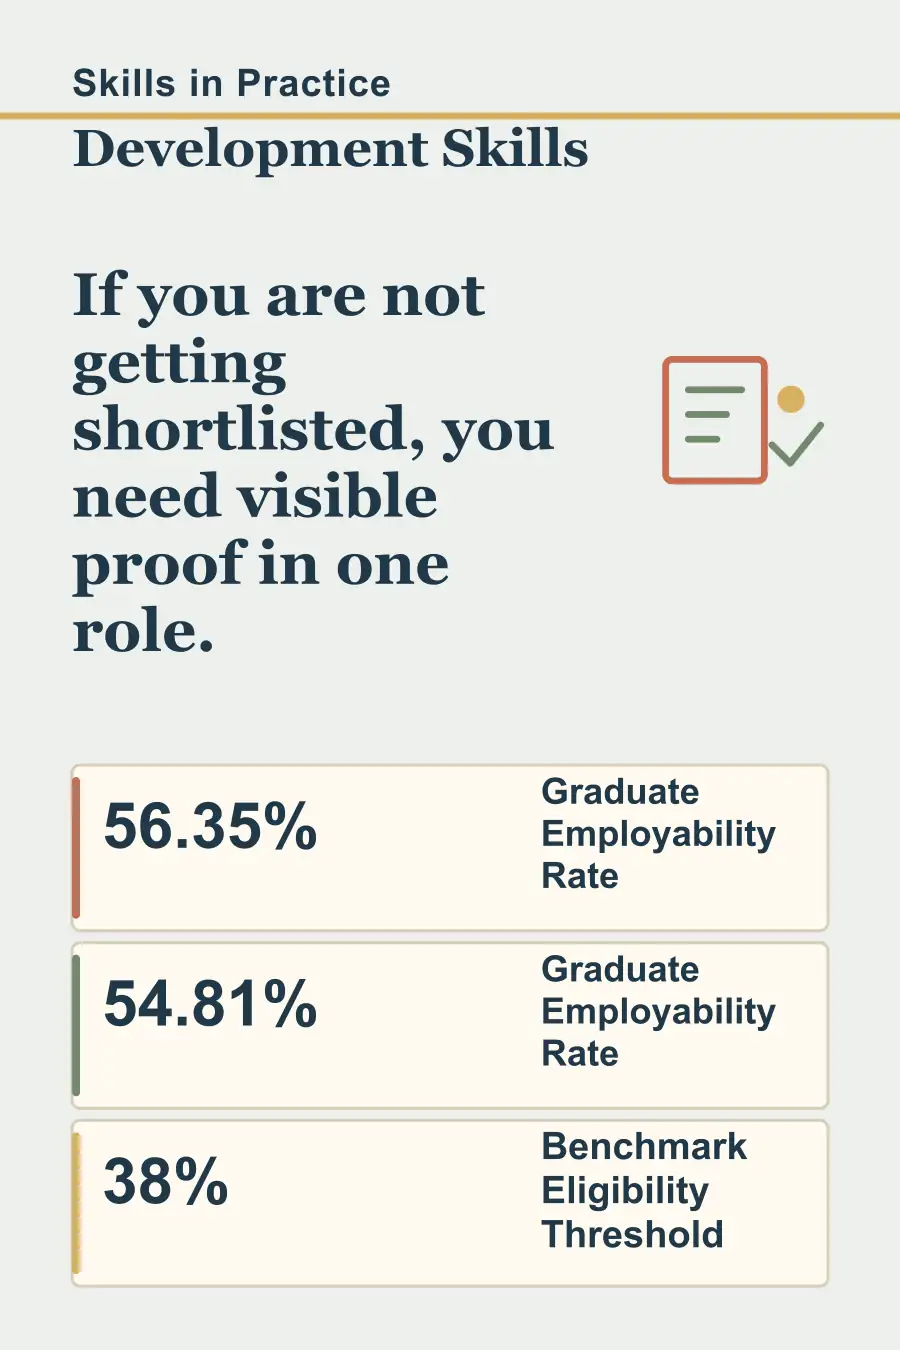 Skills in Practice
Development Skills
If you are not
getting
shortlisted, you
need visible
proof in one
role.
56.35%
Graduate
Employability
Rate
54.81%
Graduate
Employability
Rate
38%
Benchmark
Eligibility
Threshold